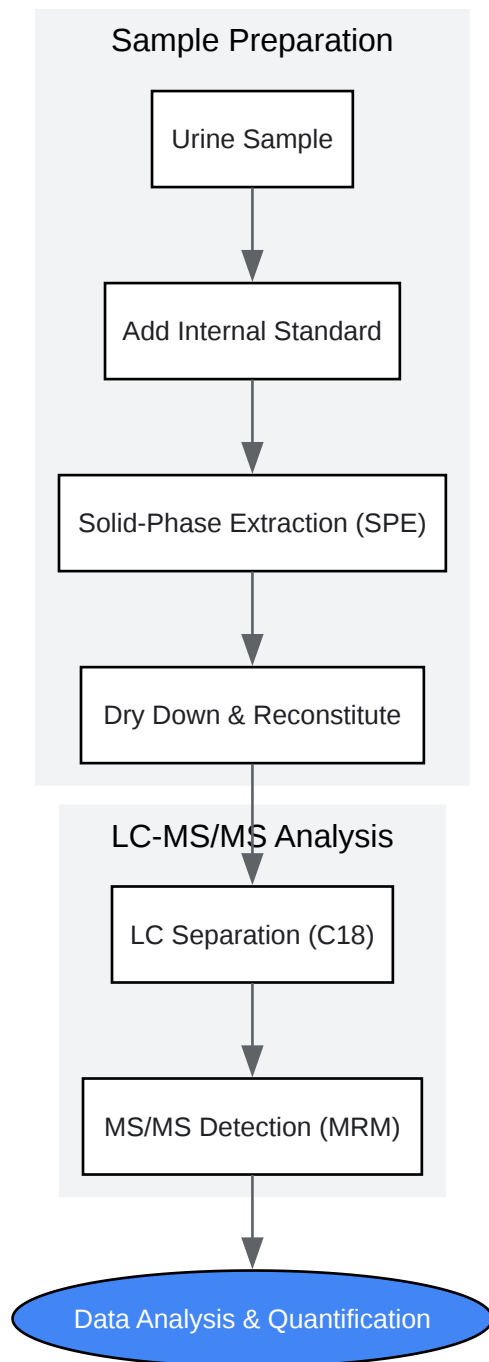 Sample Preparation
Urine Sample
Add Internal Standard
Solid-Phase Extraction (SPE)
Dry Down & Reconstitute
LC-MS/MS Analysis
LC Separation (C18)
MS/MS Detection (MRM)
Data Analysis & Quantification